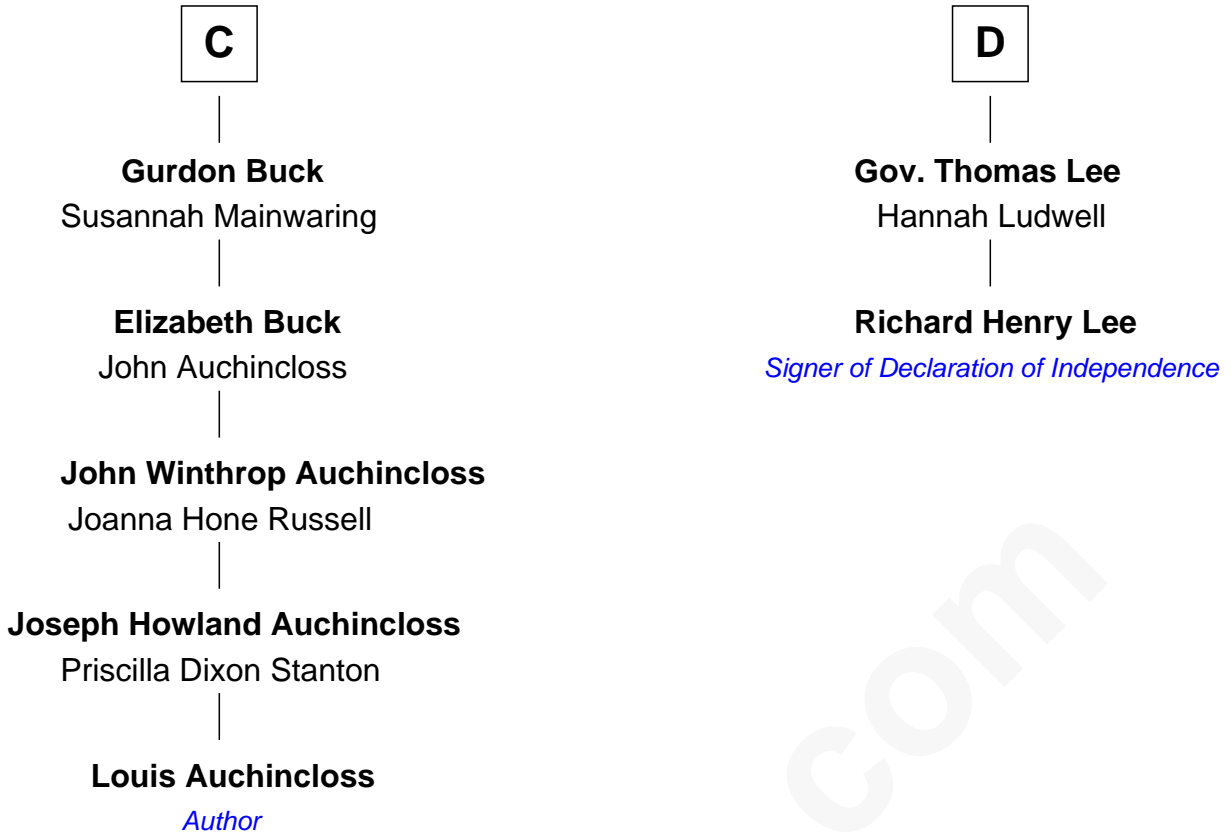 C
Gurdon Buck
Susannah Mainwaring
Elizabeth Buck
John Auchincloss
John Winthrop Auchincloss
Joanna Hone Russell
Joseph Howland Auchincloss
Priscilla Dixon Stanton
Louis Auchincloss
Author
D
Gov. Thomas Lee
Hannah Ludwell
Richard Henry Lee
Signer of Declaration of Independence
com